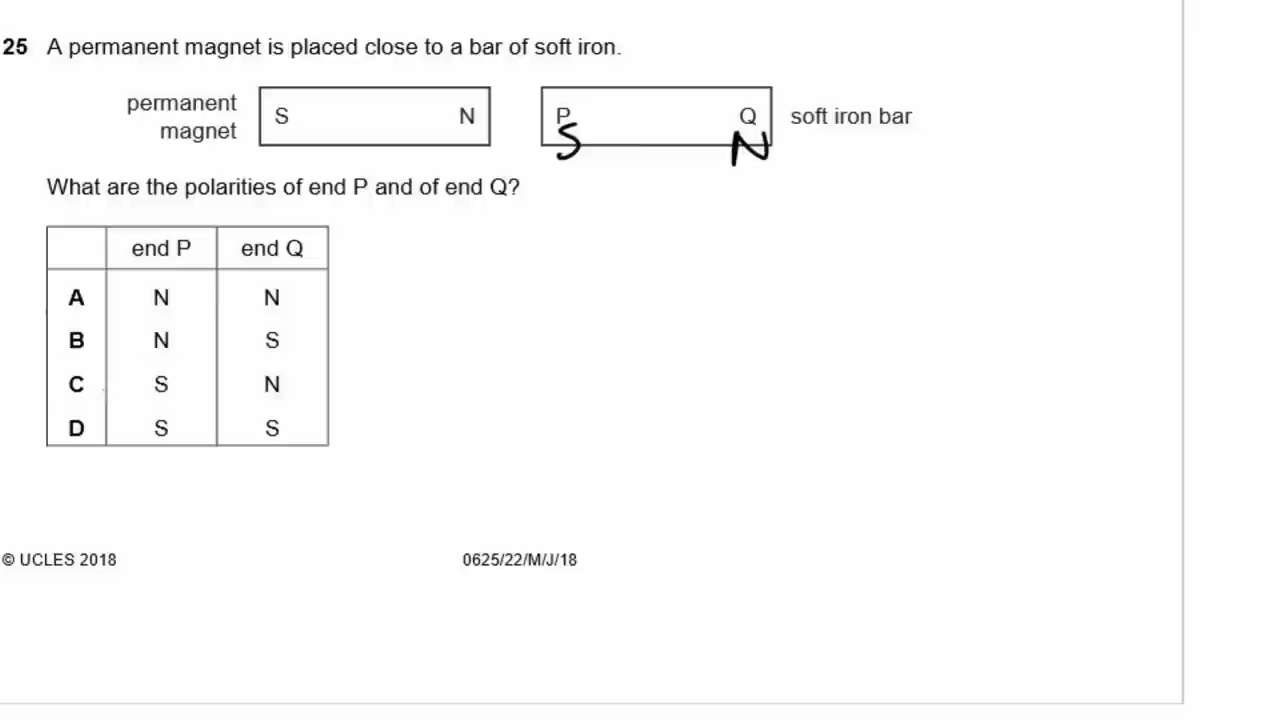 25 A permanent magnet is placed close to a bar of soft iron.
permanent magnet
S N
P Q
soft iron bar
S N
What are the polarities of end P and of end Q?
end P end Q
A N N
B N S
C S N
D S S
© UCLES 2018 0625/22/M/J/18